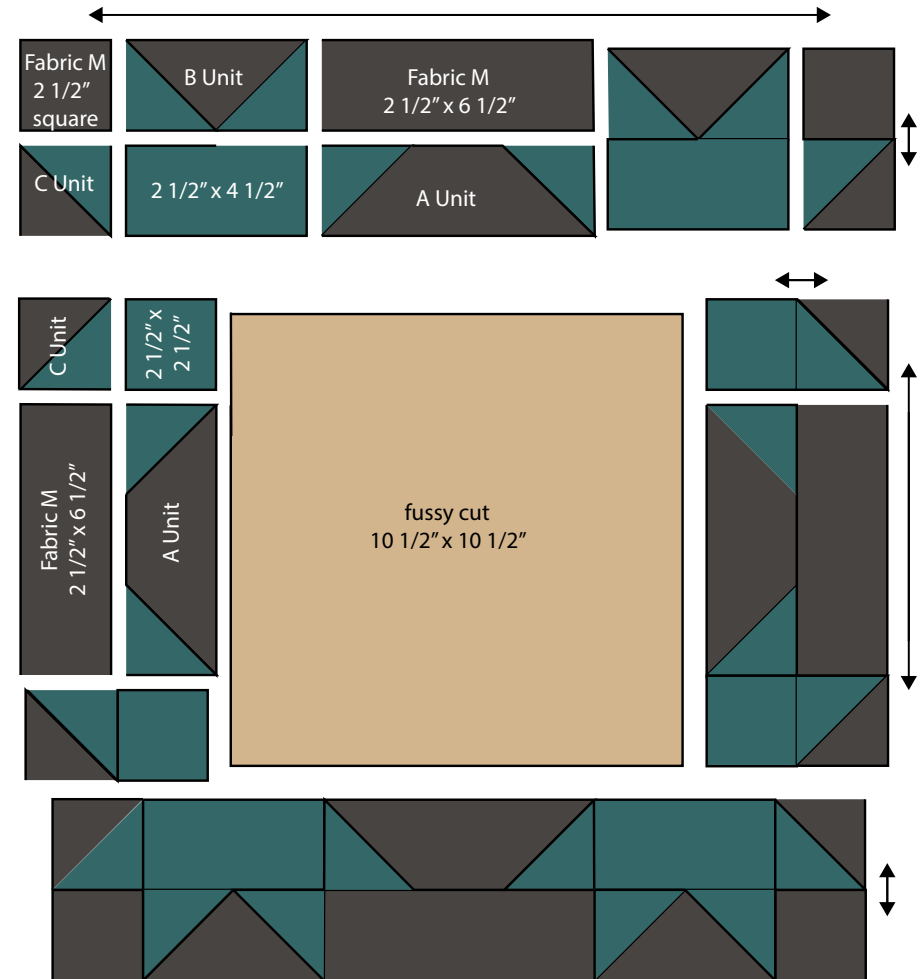 Fabric M
2 1/2"
square
B Unit
Fabric M
2 1/2" x 6 1/2"
C Unit
2 1/2" x 4 1/2"
A Unit
C Unit
2 1/2" x
2 1/2"
Fabric M
2 1/2" x 6 1/2"
A Unit
fussy cut
10 1/2" x 10 1/2"